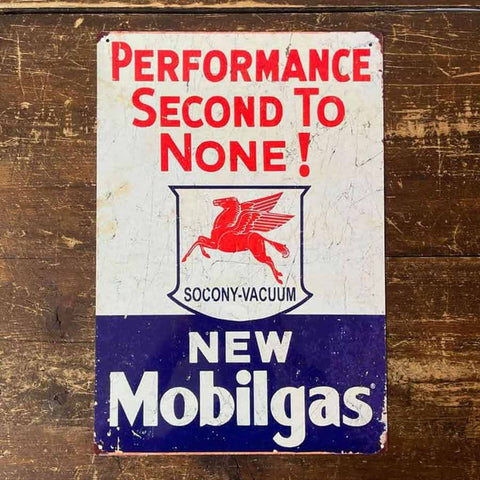 PERFORMANCE
SECOND TO
NONE!
SOCONY-VACUUM
NEW
Mobilgas